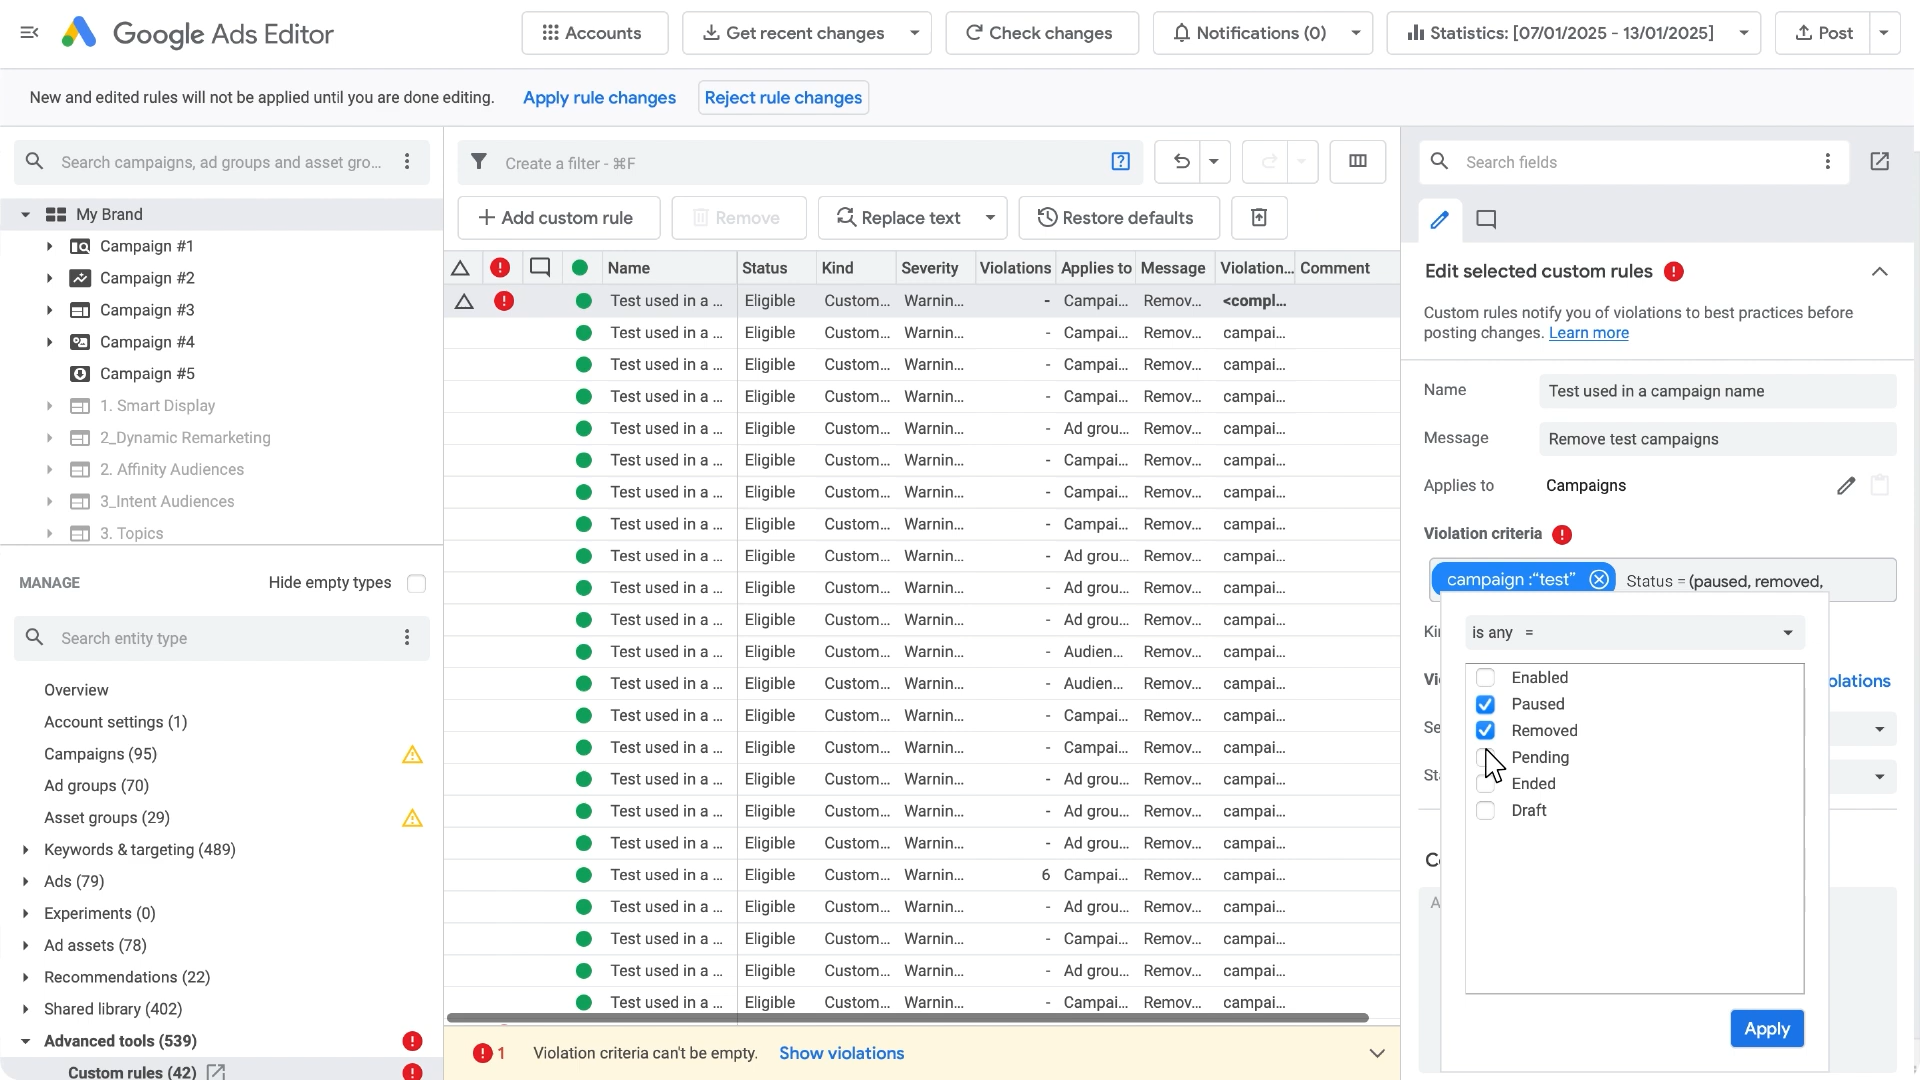 Google Ads Editor
Accounts
Get recent changes
Check changes
Notifications (0)
Statistics: [07/01/2025 - 13/01/2025]
Post
New and edited rules will not be applied until you are done editing.
Apply rule changes
Reject rule changes
Search campaigns, ad groups and asset gro...
My Brand
Campaign #1
Campaign #2
Campaign #3
Campaign #4
Campaign #5
1. Smart Display
2_Dynamic Remarketing
2. Affinity Audiences
3_Intent Audiences
3. Topics
MANAGE
Hide empty types
Search entity type
Overview
Account settings (1)
Campaigns (95)
Ad groups (70)
Asset groups (29)
Keywords & targeting (489)
Ads (79)
Experiments (0)
Ad assets (78)
Recommendations (22)
Shared library (402)
Advanced tools (539)
Custom rules (42)
Create a filter - ⌘F
Add custom rule
Remove
Replace text
Restore defaults
Name Status Kind Severity Violations Applies to Message Violation... Comment
Test used in a ... Eligible Custom... Warnin... - Campai... Remov... <compl...
Test used in a ... Eligible Custom... Warnin... - Campai... Remov... campai...
Test used in a ... Eligible Custom... Warnin... - Campai... Remov... campai...
Test used in a ... Eligible Custom... Warnin... - Campai... Remov... campai...
Test used in a ... Eligible Custom... Warnin... - Ad grou... Remov... campai...
Test used in a ... Eligible Custom... Warnin... - Campai... Remov... campai...
Test used in a ... Eligible Custom... Warnin... - Campai... Remov... campai...
Test used in a ... Eligible Custom... Warnin... - Campai... Remov... campai...
Test used in a ... Eligible Custom... Warnin... - Ad grou... Remov... campai...
Test used in a ... Eligible Custom... Warnin... - Ad grou... Remov... campai...
Test used in a ... Eligible Custom... Warnin... - Ad grou... Remov... campai...
Test used in a ... Eligible Custom... Warnin... - Audien... Remov... campai...
Test used in a ... Eligible Custom... Warnin... - Audien... Remov... campai...
Test used in a ... Eligible Custom... Warnin... - Campai... Remov... campai...
Test used in a ... Eligible Custom... Warnin... - Campai... Remov... campai...
Test used in a ... Eligible Custom... Warnin... - Ad grou... Remov... campai...
Test used in a ... Eligible Custom... Warnin... - Ad grou... Remov... campai...
Test used in a ... Eligible Custom... Warnin... - Ad grou... Remov... campai...
Test used in a ... Eligible Custom... Warnin... 6 Campai... Remov... campai...
Test used in a ... Eligible Custom... Warnin... - Ad grou... Remov... campai...
Test used in a ... Eligible Custom... Warnin... - Campai... Remov... campai...
Test used in a ... Eligible Custom... Warnin... - Ad grou... Remov... campai...
Test used in a ... Eligible Custom... Warnin... - Campai... Remov... campai...
1 Violation criteria can't be empty. Show violations
Search fields
Edit selected custom rules
Custom rules notify you of violations to best practices before
posting changes. Learn more
Name Test used in a campaign name
Message Remove test campaigns
Applies to Campaigns
Violation criteria
campaign :“test” Status = (paused, removed,
is any =
Enabled
Paused
Removed
Pending
Ended
Draft
olations
Apply